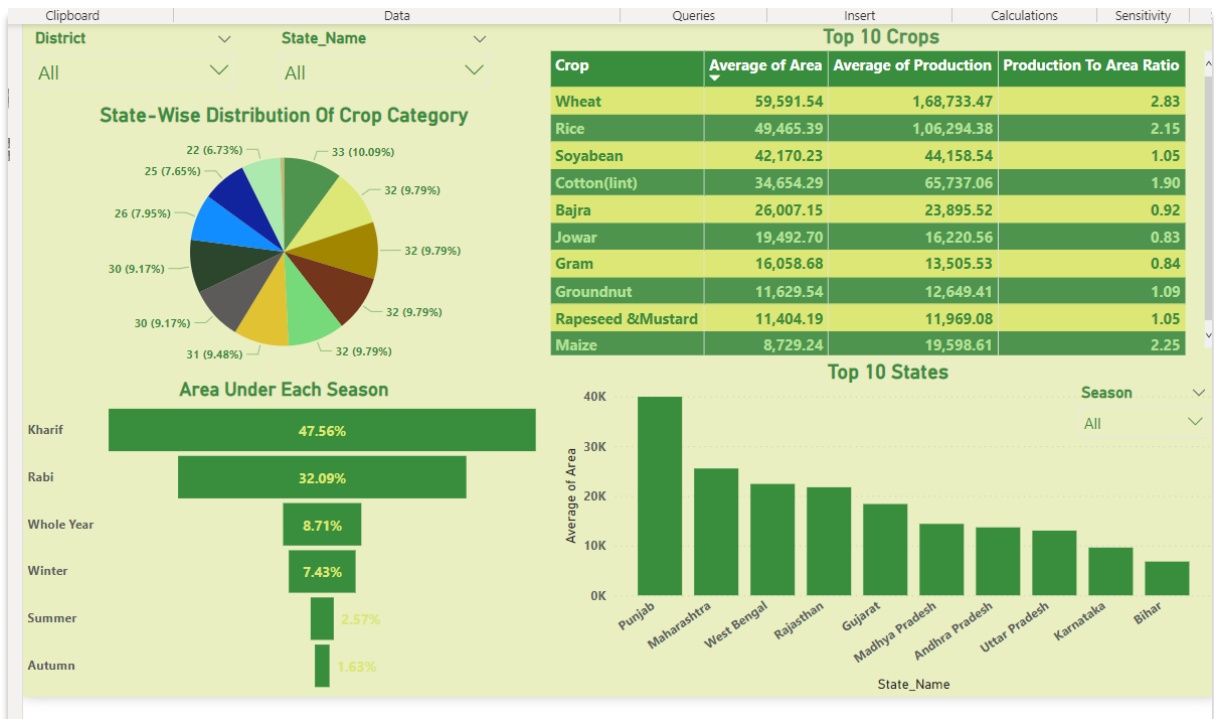 Clipboard Data Queries Insert Calculations Sensitivity
District State_Name
All All
State-Wise Distribution Of Crop Category
22 (6.73%) 33 (10.09%)
25 (7.65%) 32 (9.79%)
26 (7.95%) 32 (9.79%)
30 (9.17%) 32 (9.79%)
30 (9.17%) 32 (9.79%)
31 (9.48%)
Top 10 Crops
Crop Average of Area Average of Production Production To Area Ratio
Wheat 59,591.54 1,68,733.47 2.83
Rice 49,465.39 1,06,294.38 2.15
Soyabean 42,170.23 44,158.54 1.05
Cotton(lint) 34,654.29 65,737.06 1.90
Bajra 26,007.15 23,895.52 0.92
Jowar 19,492.70 16,220.56 0.83
Gram 16,058.68 13,505.53 0.84
Groundnut 11,629.54 12,649.41 1.09
Rapeseed &Mustard 11,404.19 11,969.08 1.05
Maize 8,729.24 19,598.61 2.25
Area Under Each Season
Kharif 47.56%
Rabi 32.09%
Whole Year 8.71%
Winter 7.43%
Summer 2.57%
Autumn 1.63%
Top 10 States
Season
All
40K
30K
20K
10K
0K
Average of Area
Punjab Maharashtra West Bengal Rajasthan Gujarat Madhya Pradesh Andhra Pradesh Uttar Pradesh Karnataka Bihar
State_Name